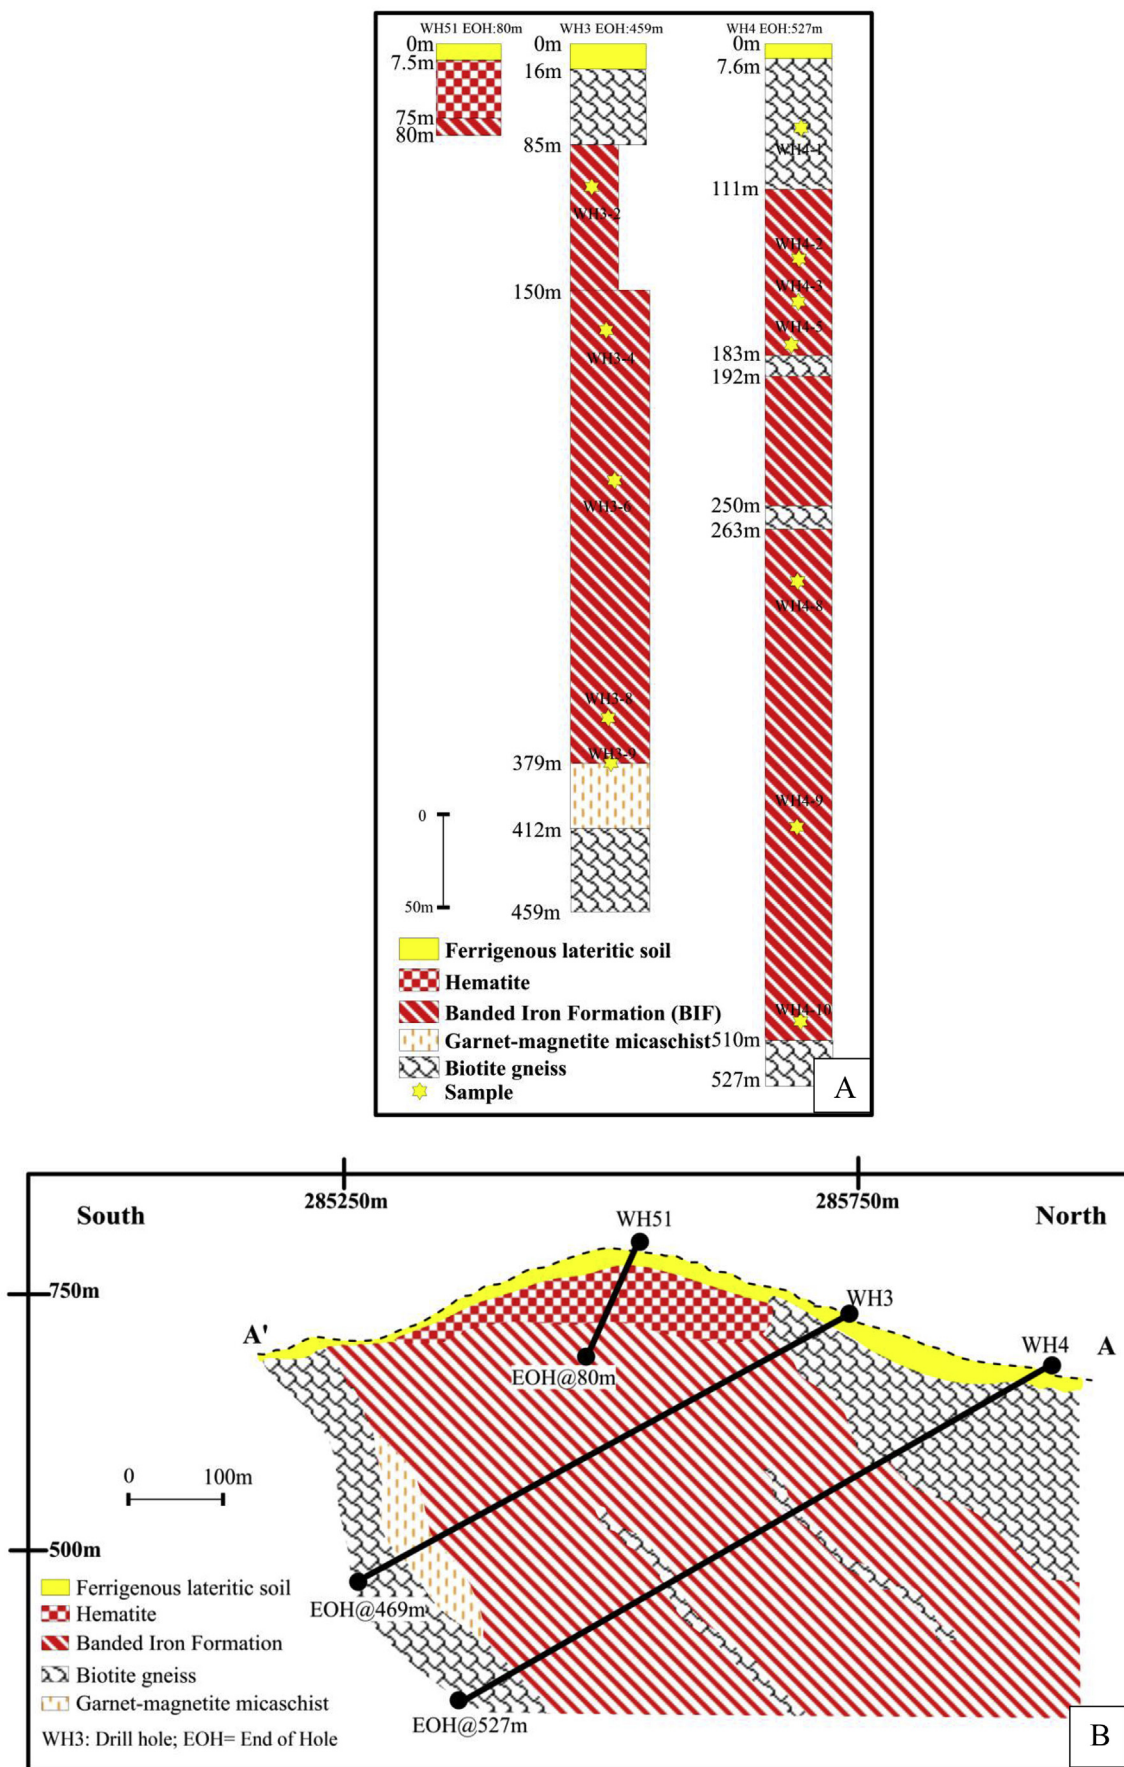 WH51 EOH:80m
WH3 EOH:459m
WH4 EOH:527m
0m
7.5m
75m
80m
0m
16m
85m
WH3-2
150m
WH3-4
WH3-6
WH3-8
WH3-9
379m
412m
459m
0m
7.6m
WH4-1
111m
WH4-2
WH4-3
WH4-5
183m
192m
250m
263m
WH4-8
WH4-9
WH4-10
510m
527m
0
50m
Ferrigenous lateritic soil
Hematite
Banded Iron Formation (BIF)
Garnet-magnetite micaschist
Biotite gneiss
Sample
A
285250m
285750m
South
North
WH51
750m
WH3
A'
WH4
A
EOH@80m
0
100m
500m
EOH@469m
EOH@527m
Ferrigenous lateritic soil
Hematite
Banded Iron Formation
Biotite gneiss
Garnet-magnetite micaschist
WH3: Drill hole; EOH= End of Hole
B